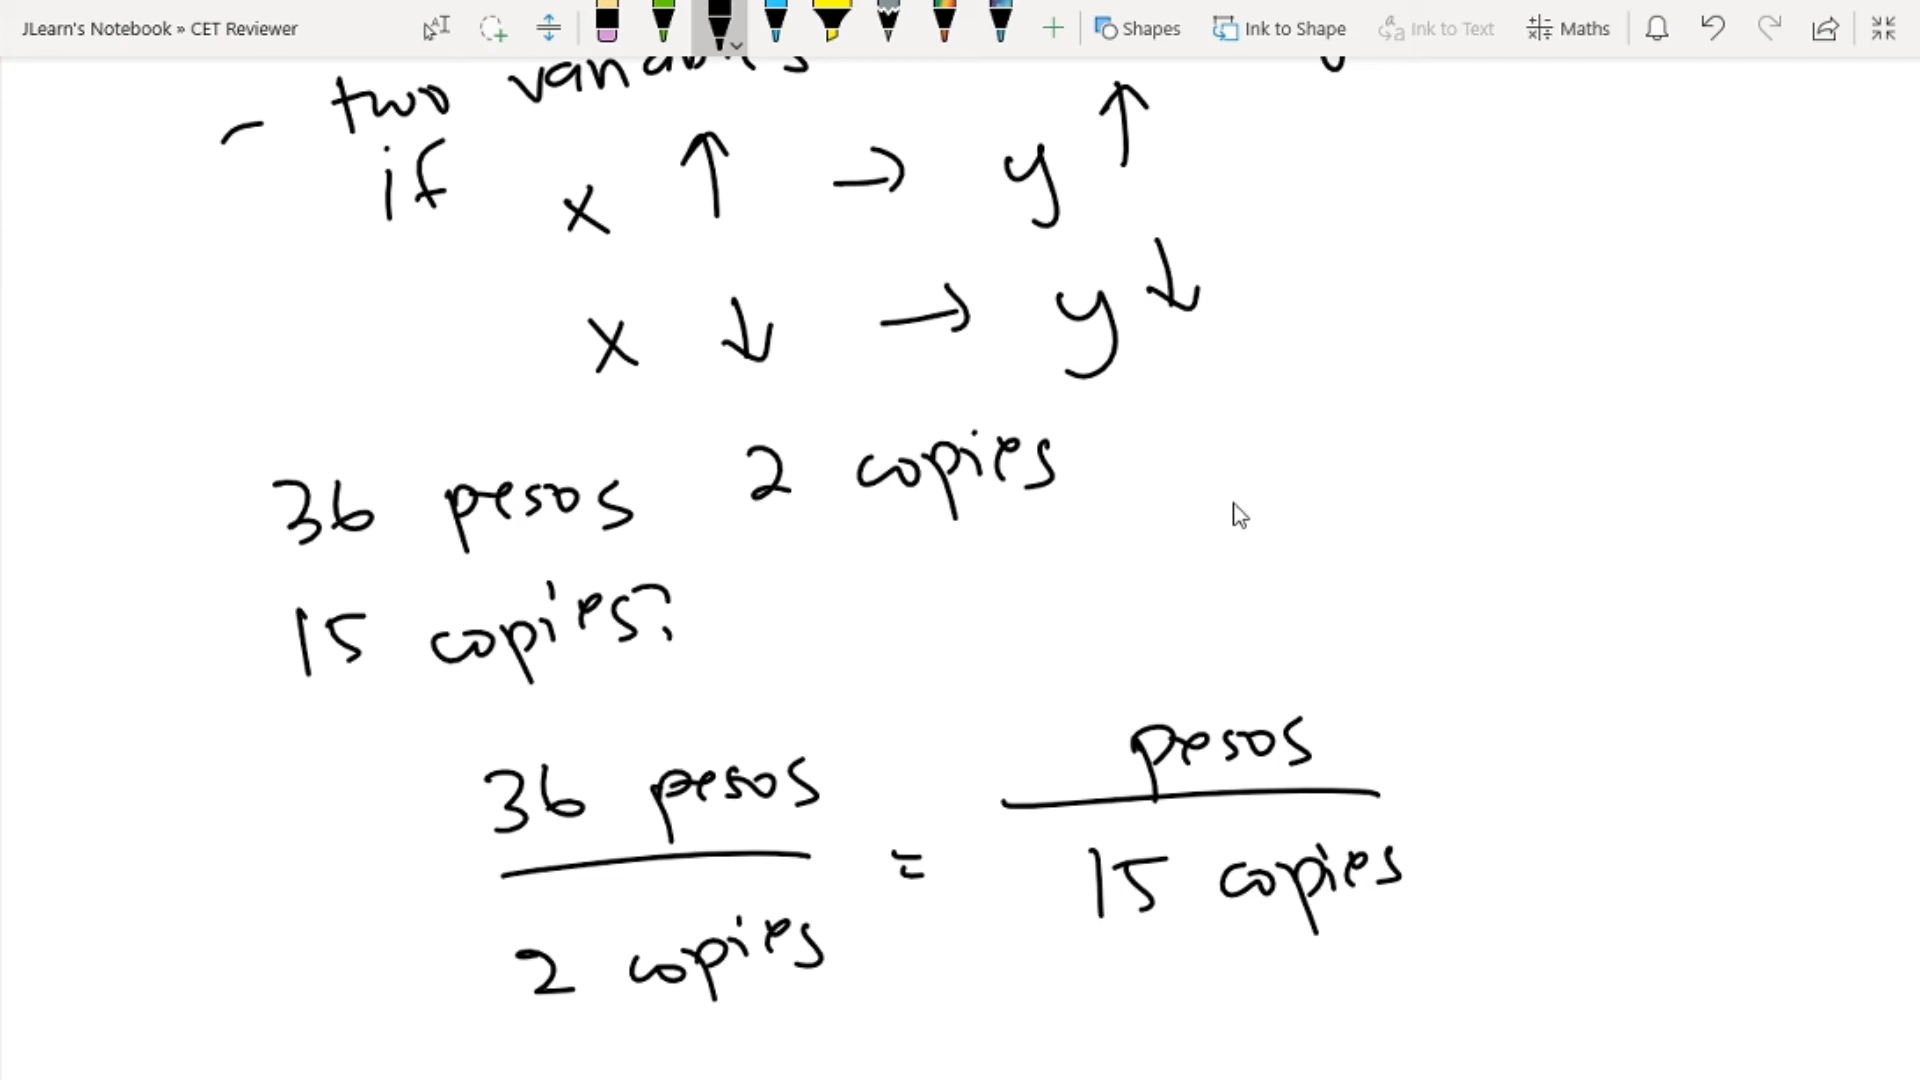 JLearn's Notebook » CET Reviewer Shapes Ink to Shape Ink to Text Maths
- two
if x ↑ → y ↑
x ↓ → y ↓
36 pesos 2 copies
15 copies?
36 pesos / 2 copies = pesos / 15 copies